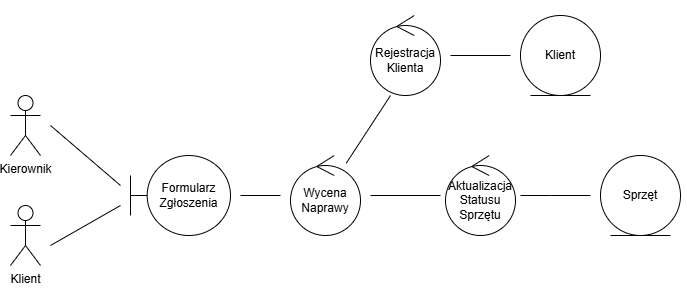 Rejestracja
Klienta
Klient
Kierownik
Formularz
Zgłoszenia
Wycena
Naprawy
Aktualizacja
Statusu
Sprzętu
Sprzęt
Klient